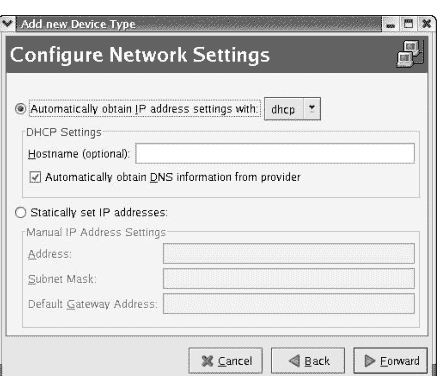 Add new Device Type
Configure Network Settings
Automatically obtain IP address settings with: dhcp
DHCP Settings
Hostname (optional):
Automatically obtain DNS information from provider
Statically set IP addresses:
Manual IP Address Settings
Address:
Subnet Mask:
Default Gateway Address:
Cancel Back Forward